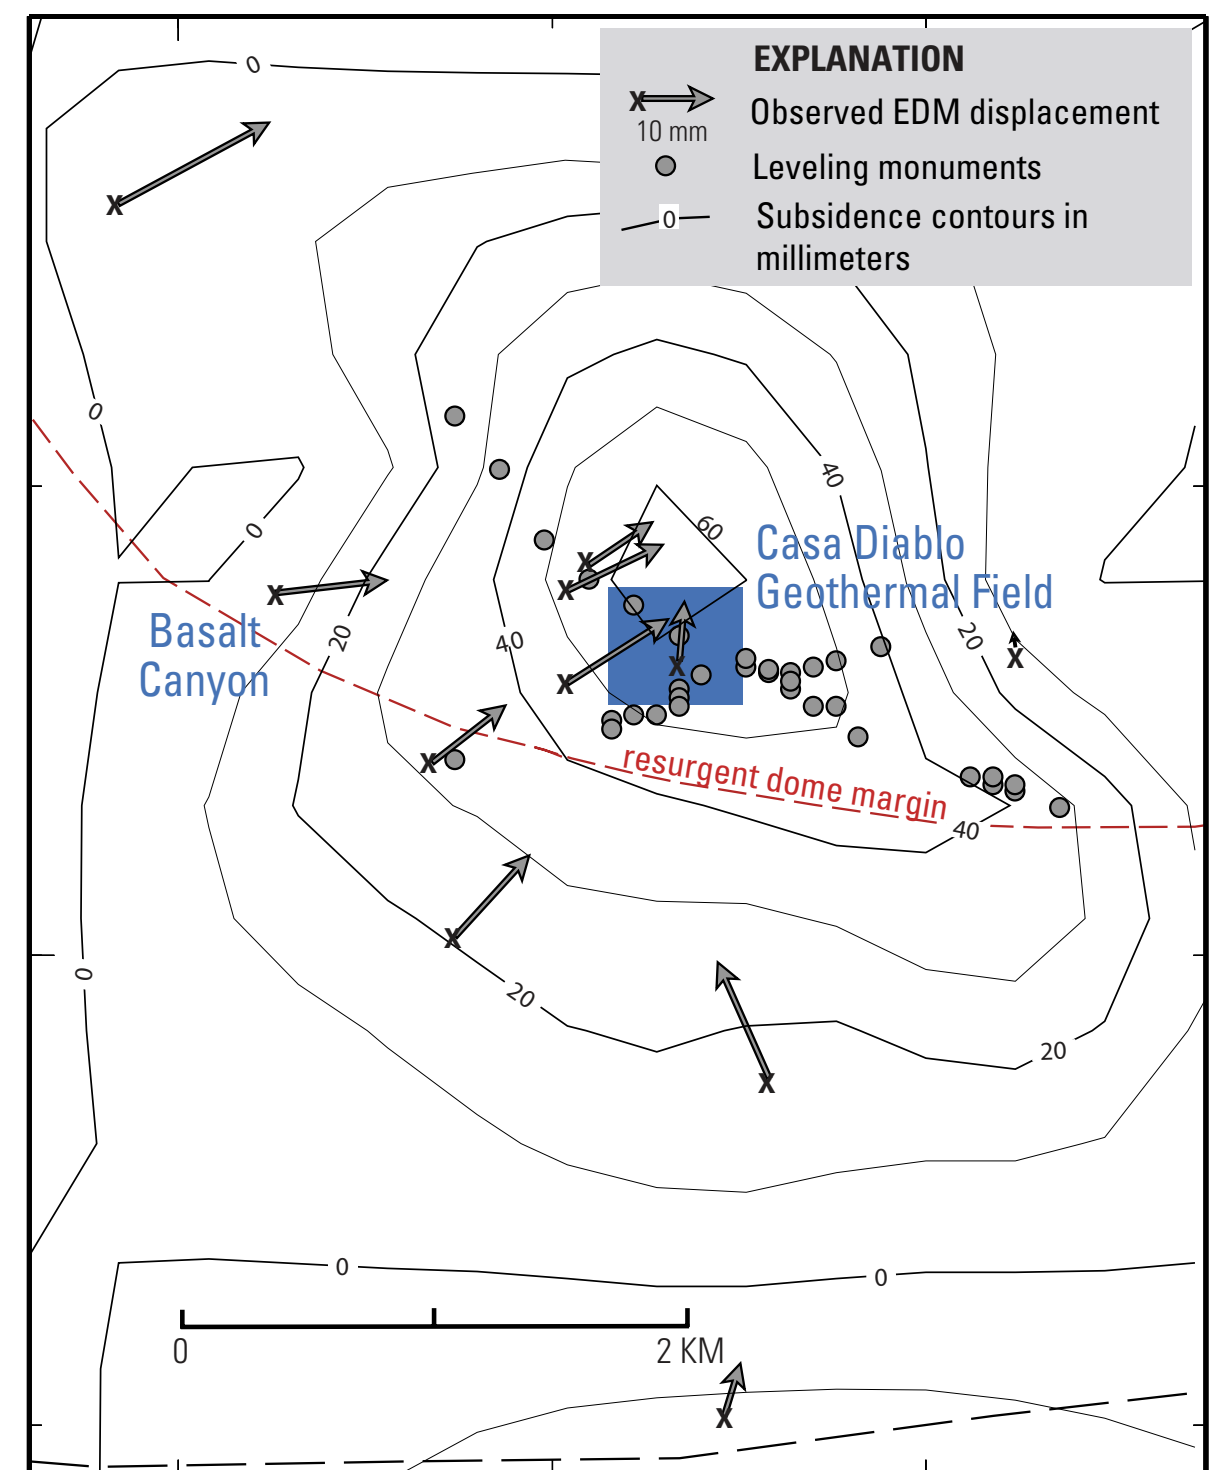 EXPLANATION
X
Observed EDM displacement
10 mm
Leveling monuments
0
Subsidence contours in
millimeters
0
X
0
40
60
Casa Diablo
Geothermal Field
0
X
X
X
Basalt
Canyon
20
40
20
X
X
X
X
resurgent dome margin
40
X
0
20
20
X
0
0
0
2 KM
X